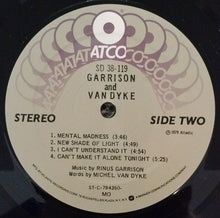 ATCO
SD 38-119
GARRISON
and
VAN DYKE
STEREO
SIDE TWO
1. MENTAL MADNESS (3:46)
2. NEW SHADE OF LIGHT (4:49)
3. I CAN'T UNDERSTAND IT (3:54)
4. CAN'T MAKE IT ALONE TONIGHT (5:25)
Music by RINUS GARRISON
Words by MICHEL VAN DYKE
MO